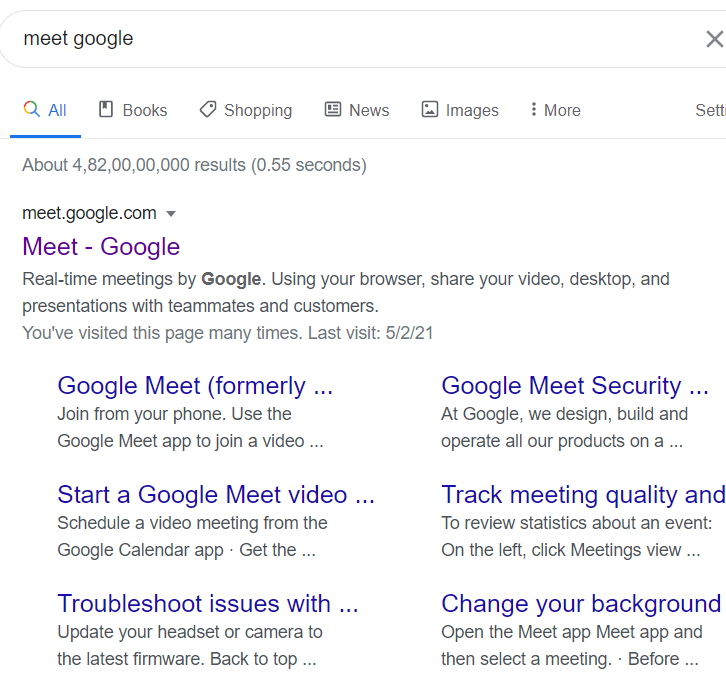 meet google
All Books Shopping News Images More Setti
About 4,82,00,00,000 results (0.55 seconds)
meet.google.com
Meet - Google
Real-time meetings by Google. Using your browser, share your video, desktop, and
presentations with teammates and customers.
You've visited this page many times. Last visit: 5/2/21
Google Meet (formerly ...
Join from your phone. Use the
Google Meet app to join a video ...
Google Meet Security ...
At Google, we design, build and
operate all our products on a ...
Start a Google Meet video ...
Schedule a video meeting from the
Google Calendar app · Get the ...
Track meeting quality and
To review statistics about an event:
On the left, click Meetings view ...
Troubleshoot issues with ...
Update your headset or camera to
the latest firmware. Back to top ...
Change your background
Open the Meet app Meet app and
then select a meeting. · Before ...